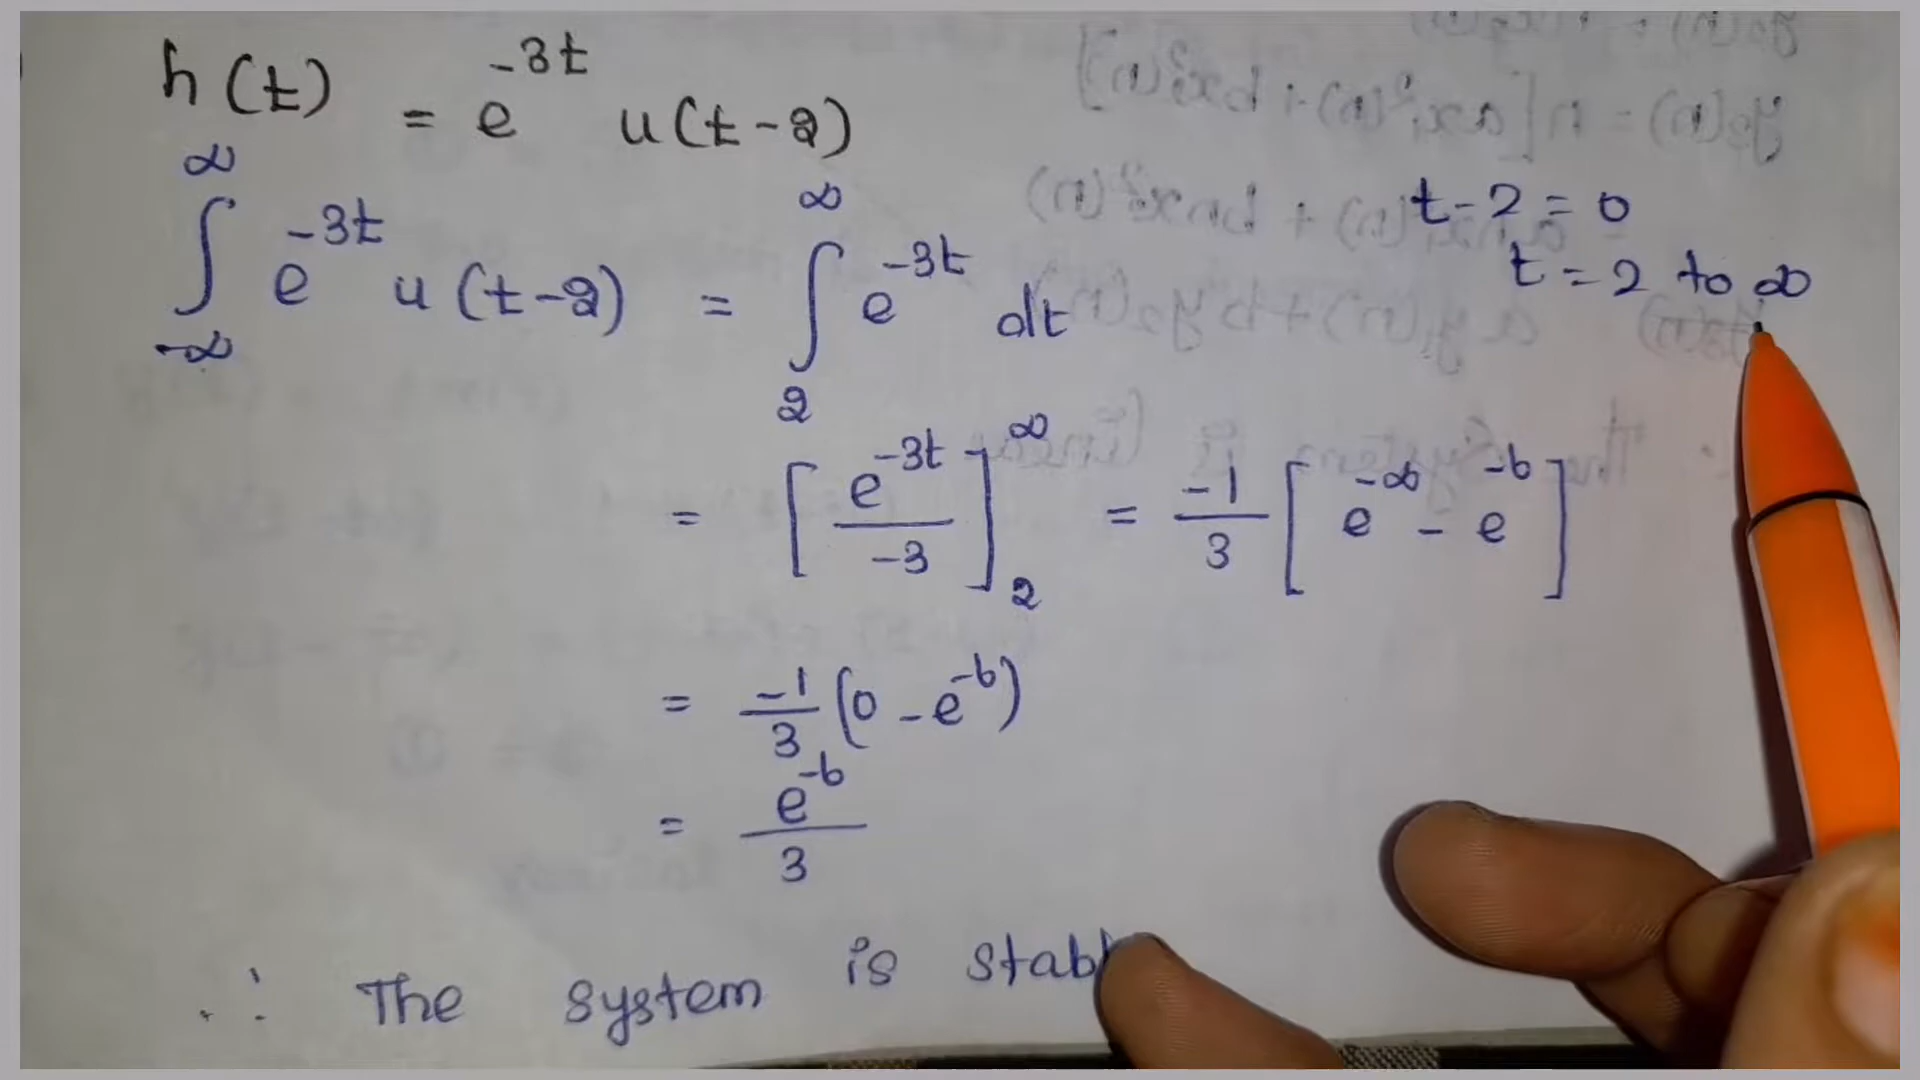 h(t) = e^{-3t} u(t-2)
∫_{-∞}^{∞} e^{-3t} u(t-2) = ∫_{2}^{∞} e^{-3t} dt
t-2=0
t=2 to ∞
= [e^{-3t}/-3]_{2}^{∞} = -1/3 [e^{-∞} - e^{-6}]
= -1/3 (0 - e^{-6})
= e^{-6}/3
∴ The system is